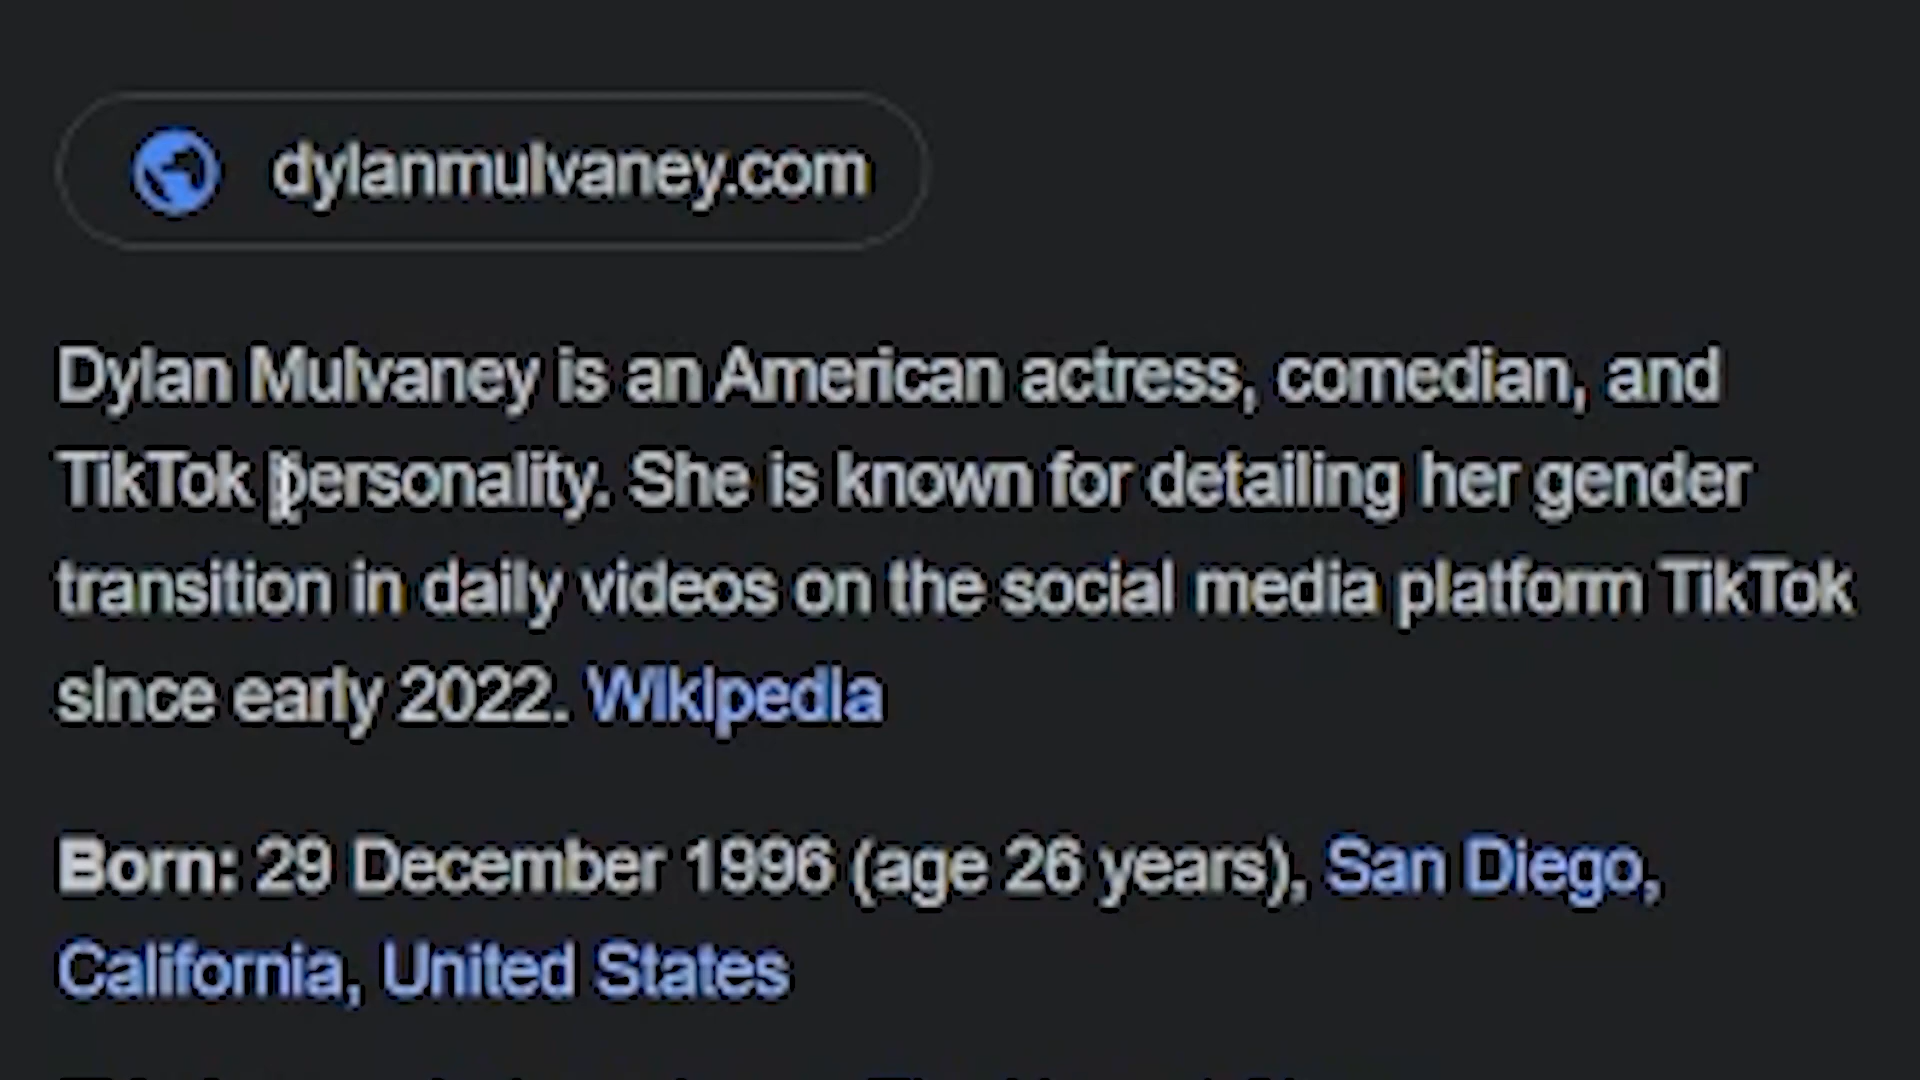 dylanmulvaney.com
Dylan Mulvaney is an American actress, comedian, and
TikTok personality. She is known for detailing her gender
transition in daily videos on the social media platform TikTok
since early 2022. Wikipedia
Born: 29 December 1996 (age 26 years), San Diego,
California, United States